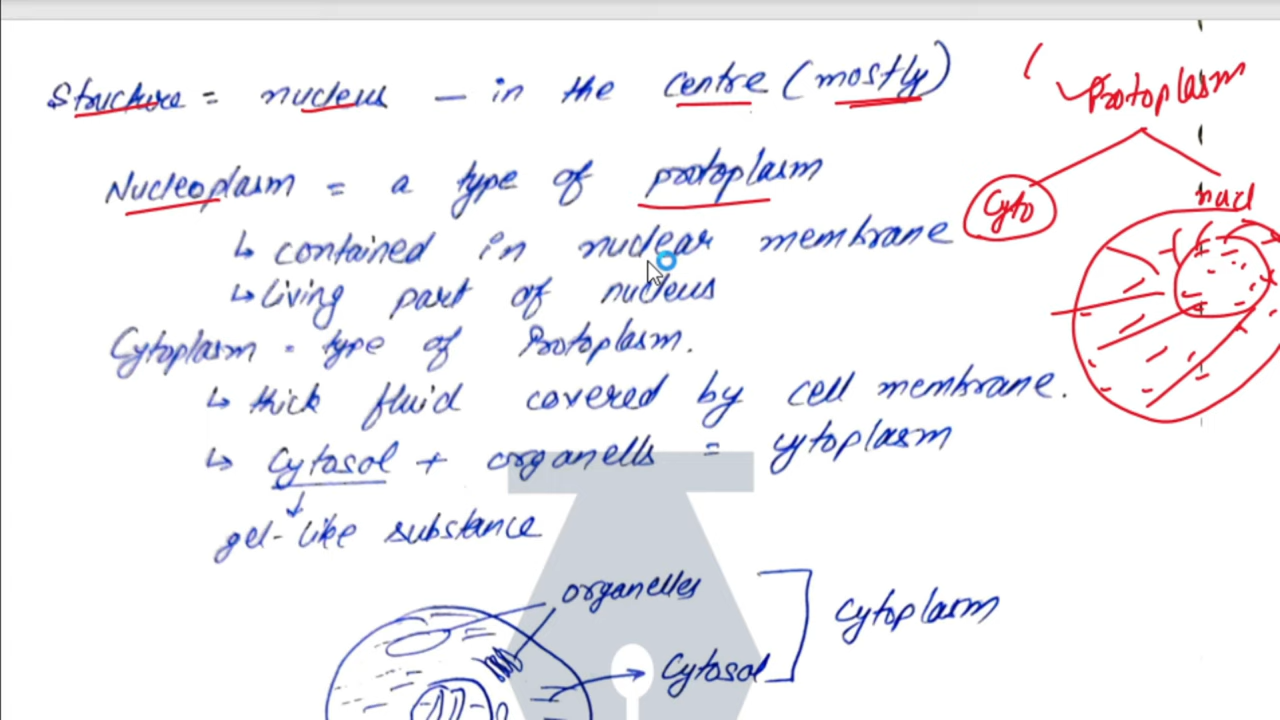 Structure = nucleus - in the centre (mostly)
Protoplasm
Cyto
nucl
Nucleoplasm = a type of protoplasm
↳ contained in nuclear membrane
↳ living part of nucleus
Cytoplasm - type of Protoplasm.
↳ thick fluid covered by cell membrane.
↳ Cytosol + organells = cytoplasm
↓
gel-like substance
organelles
Cytosol
Cytoplasm